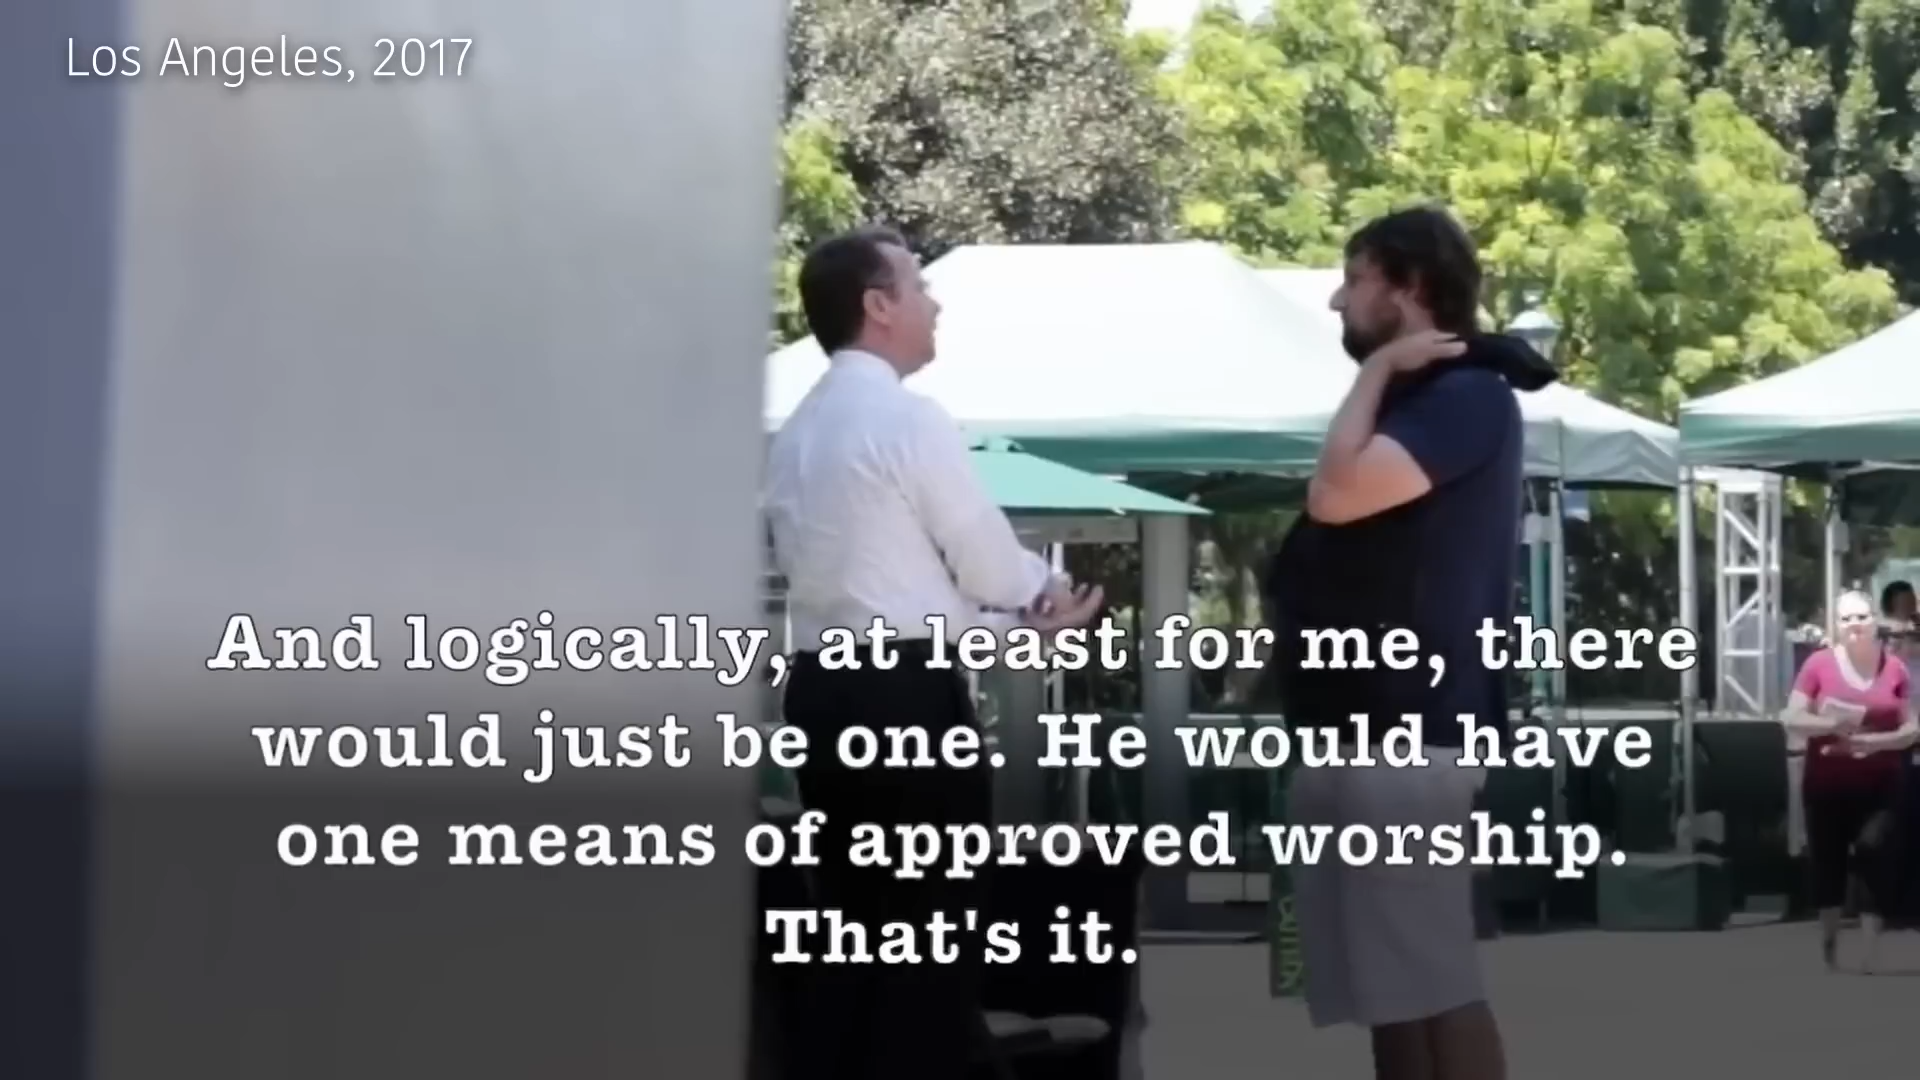 Los Angeles, 2017
And logically, at least for me, there
would just be one. He would have
one means of approved worship.
That's it.